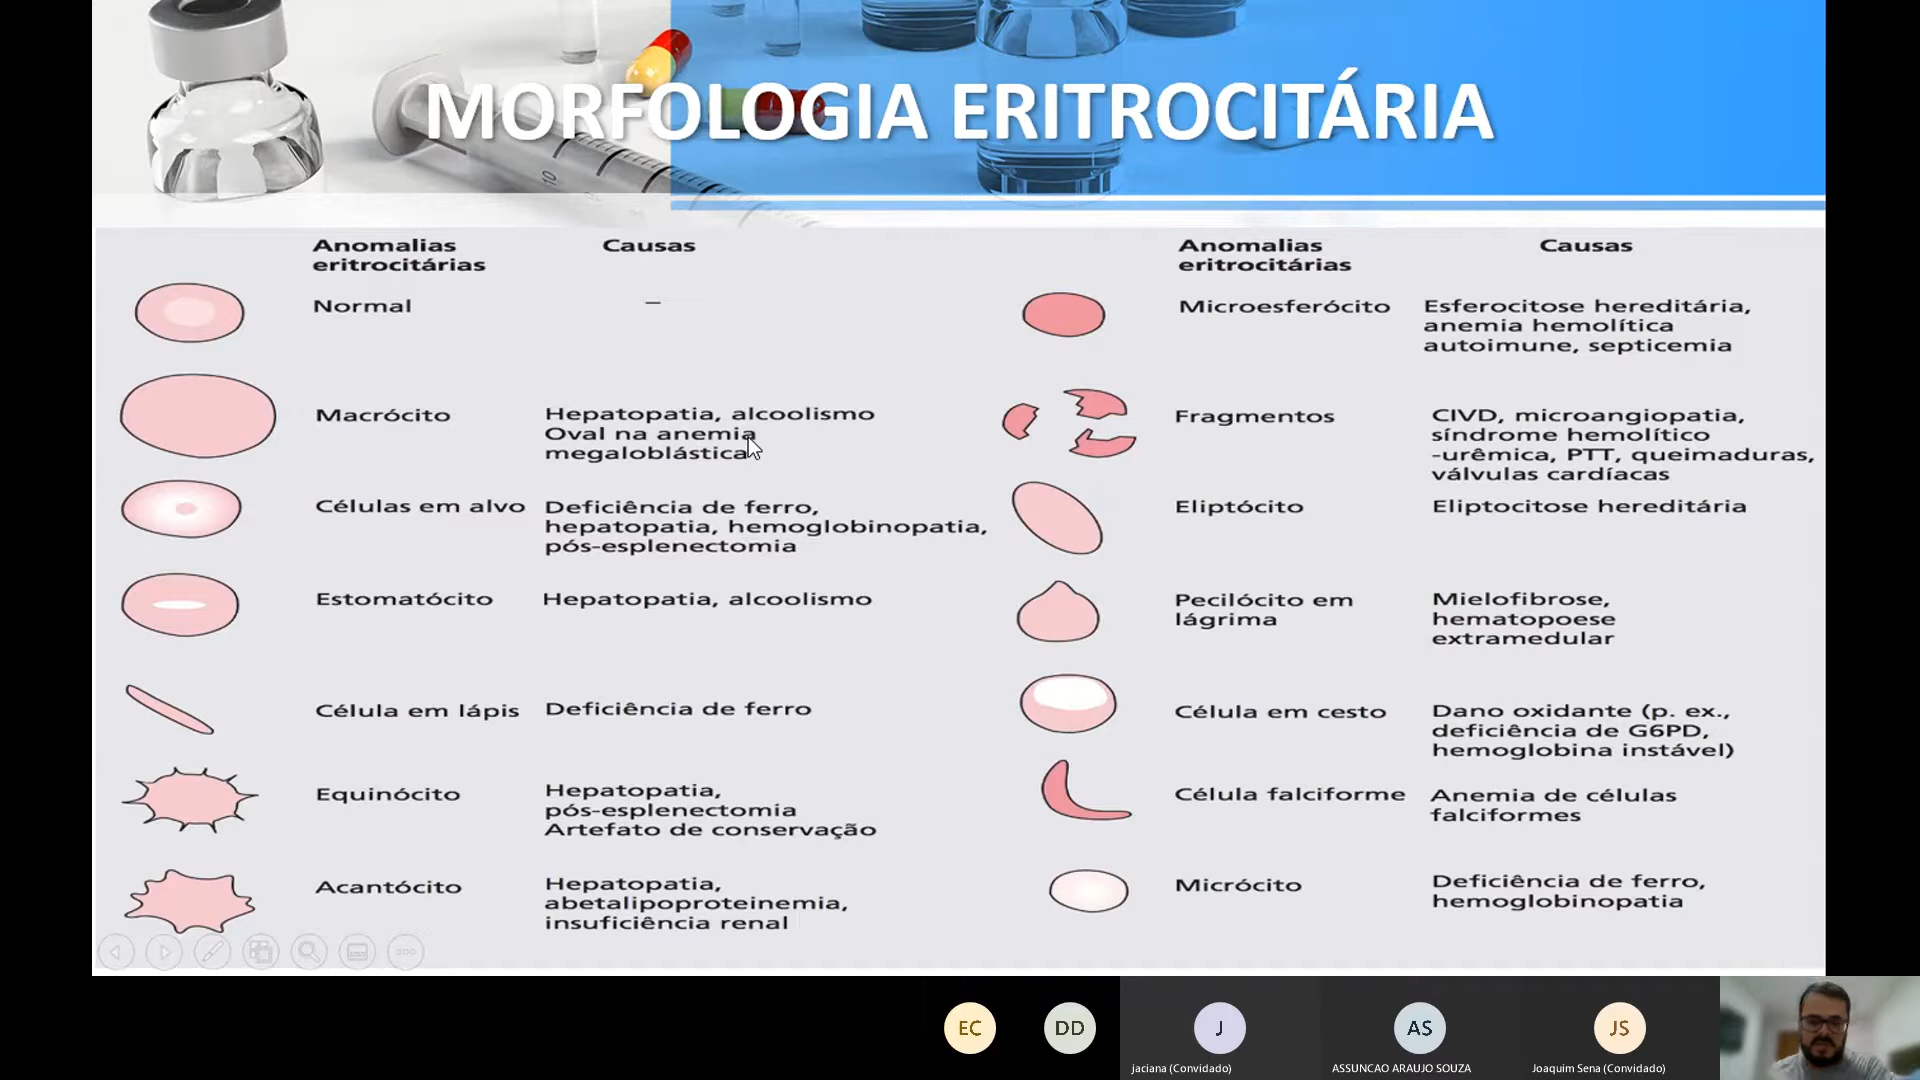 MORFOLOGIA ERITROCITÁRIA
Anomalias
eritrocitárias
Causas
Normal
–
Macrócito
Hepatopatia, alcoolismo
Oval na anemia
megaloblástica
Células em alvo
Deficiência de ferro,
hepatopatia, hemoglobinopatia,
pós-esplenectomia
Estomatócito
Hepatopatia, alcoolismo
Célula em lápis
Deficiência de ferro
Equinócito
Hepatopatia,
pós-esplenectomia
Artefato de conservação
Acantócito
Hepatopatia,
abetalipoproteinemia,
insuficiência renal
Anomalias
eritrocitárias
Causas
Microesferócito
Esferocitose hereditária,
anemia hemolítica
autoimune, septicemia
Fragmentos
CIVD, microangiopatia,
síndrome hemolítico
-urêmica, PTT, queimaduras,
válvulas cardíacas
Eliptócito
Eliptocitose hereditária
Pecilócito em
lágrima
Mielofibrose,
hematopoese
extramedular
Célula em cesto
Dano oxidante (p. ex.,
deficiência de G6PD,
hemoglobina instável)
Célula falciforme
Anemia de células
falciformes
Micrócito
Deficiência de ferro,
hemoglobinopatia
EC
DD
J
AS
JS
jaciana (Convidado)
ASSUNCAO ARAUJO SOUZA
Joaquim Sena (Convidado)
10